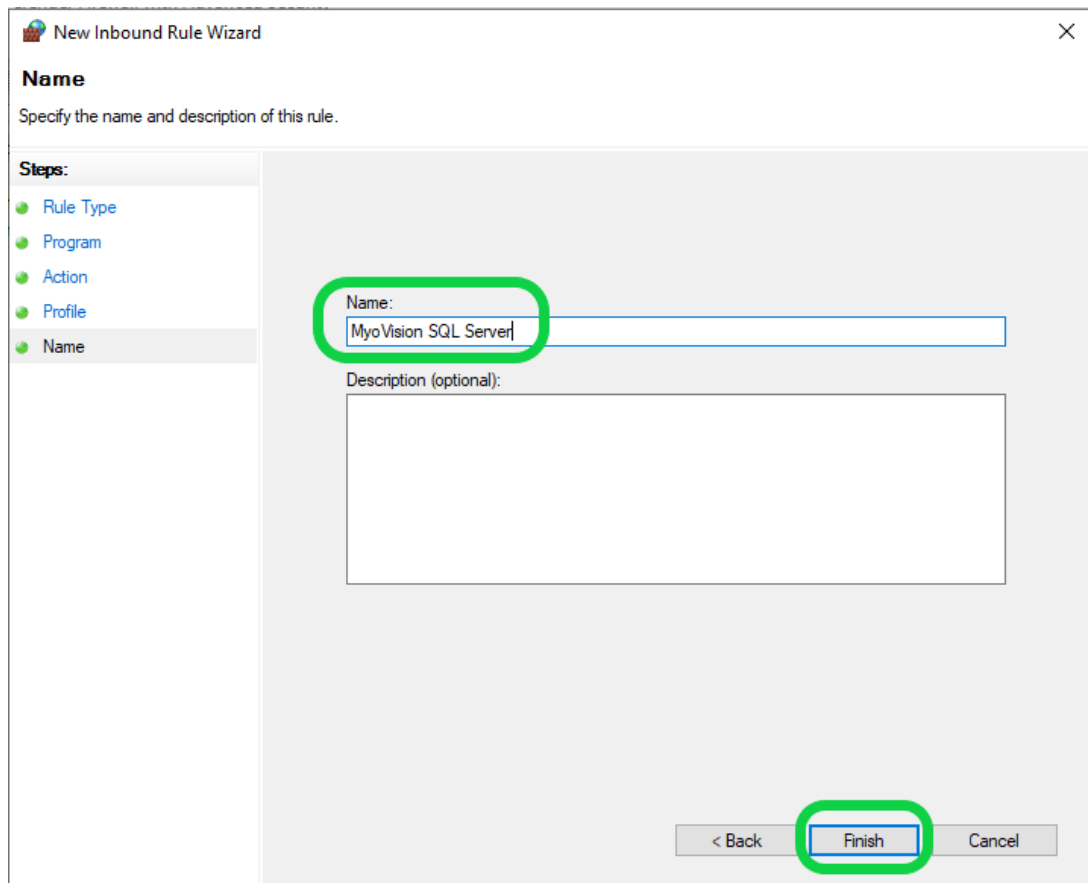 New Inbound Rule Wizard
Name
Specify the name and description of this rule.
Steps:
Rule Type
Program
Action
Profile
Name
Name:
MyoVision SQL Server
Description (optional):
< Back
Finish
Cancel